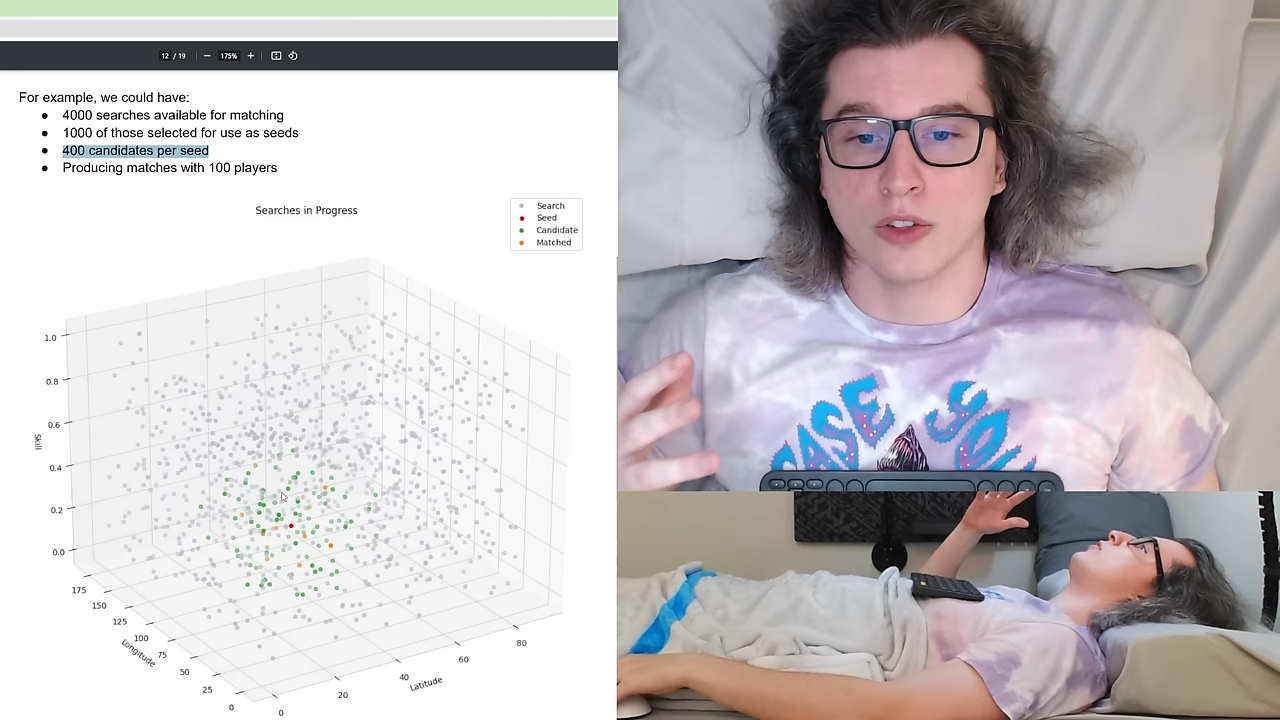 12 / 19
175%
For example, we could have:
● 4000 searches available for matching
● 1000 of those selected for use as seeds
● 400 candidates per seed
● Producing matches with 100 players
Searches in Progress
Search
Seed
Candidate
Matched
1.0
0.8
0.6
0.4
0.2
0.0
Skill
175
150
125
100
75
50
25
0
Longitude
0
20
40
60
80
Latitude